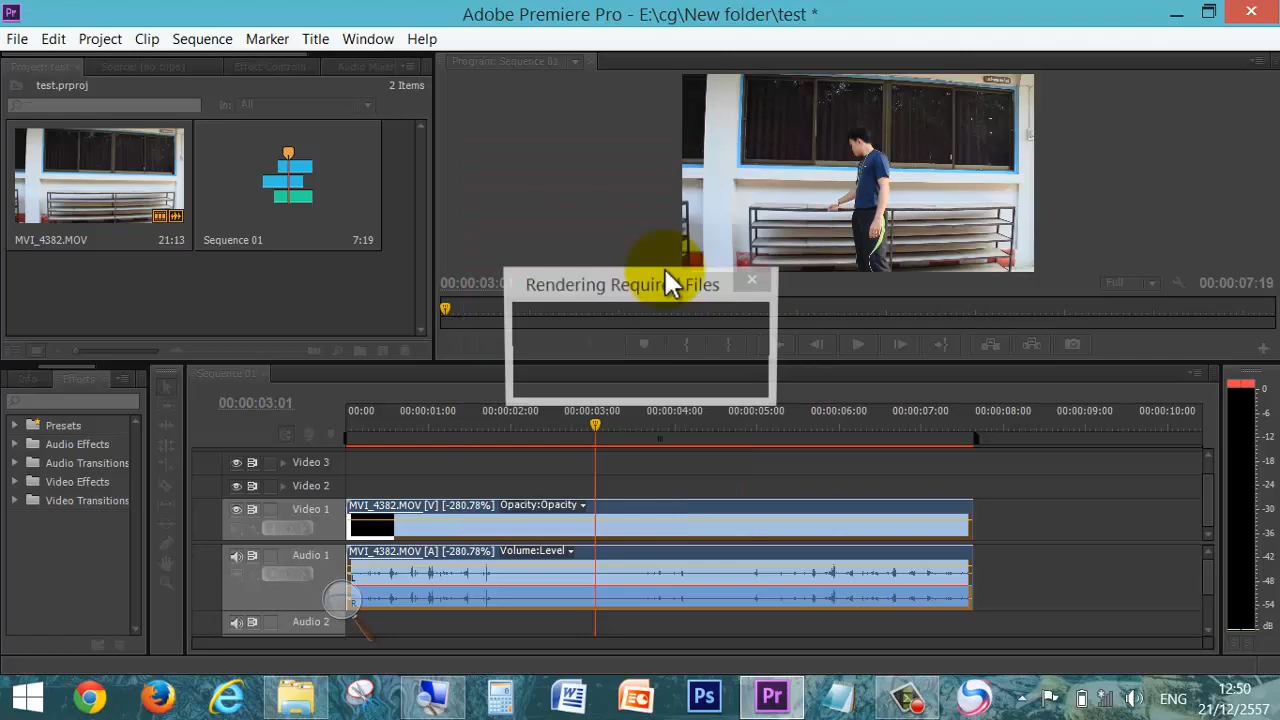 Adobe Premiere Pro - E:\cg\New folder\test *
File Edit Project Clip Sequence Marker Title Window Help
Project: test
Effect Controls
Audio Mixer
Program: Sequence 01
test.prproj
2 Items
In: All
MVI_4382.MOV 21:13
Sequence 01 7:19
Rendering Required Files
00:00:03:01
Full
00:00:07:19
Info
Effects
Presets
Audio Effects
Audio Transitions
Video Effects
Video Transitions
Sequence 01
00:00:03:01
00:00 00:00:01:00 00:00:02:00 00:00:03:00 00:00:04:00 00:00:05:00 00:00:06:00 00:00:07:00 00:00:08:00 00:00:09:00 00:00:10:00
Video 3
Video 2
Video 1
MVI_4382.MOV [V] [-280.78%] Opacity:Opacity
Audio 1
MVI_4382.MOV [A] [-280.78%] Volume:Level
L
R
Audio 2
0
-6
-12
-18
-24
-30
-36
-42
-48
-54
dB
ENG
12:50
21/12/2557